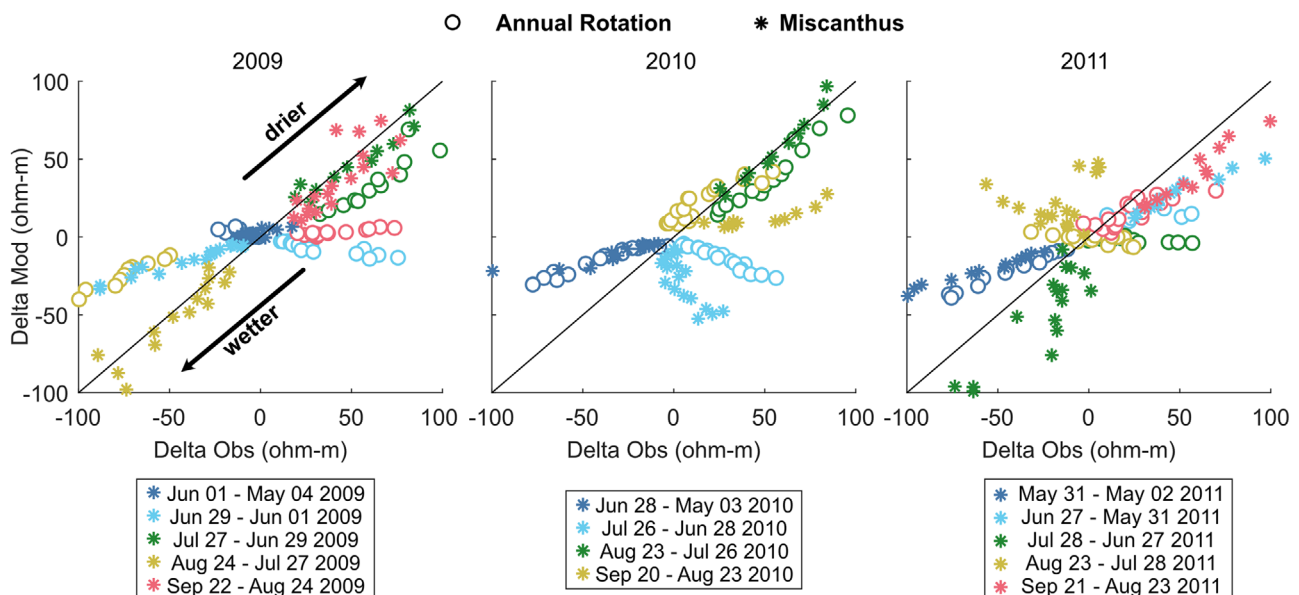 Annual Rotation Miscanthus
2009 2010 2011
100
50
0
-50
-100
Delta Mod (ohm-m)
drier
wetter
-100 -50 0 50 100
-100 -50 0 50 100
-100 -50 0 50 100
Delta Obs (ohm-m) Delta Obs (ohm-m) Delta Obs (ohm-m)
Jun 01 - May 04 2009
Jun 29 - Jun 01 2009
Jul 27 - Jun 29 2009
Aug 24 - Jul 27 2009
Sep 22 - Aug 24 2009
Jun 28 - May 03 2010
Jul 26 - Jun 28 2010
Aug 23 - Jul 26 2010
Sep 20 - Aug 23 2010
May 31 - May 02 2011
Jun 27 - May 31 2011
Jul 28 - Jun 27 2011
Aug 23 - Jul 28 2011
Sep 21 - Aug 23 2011